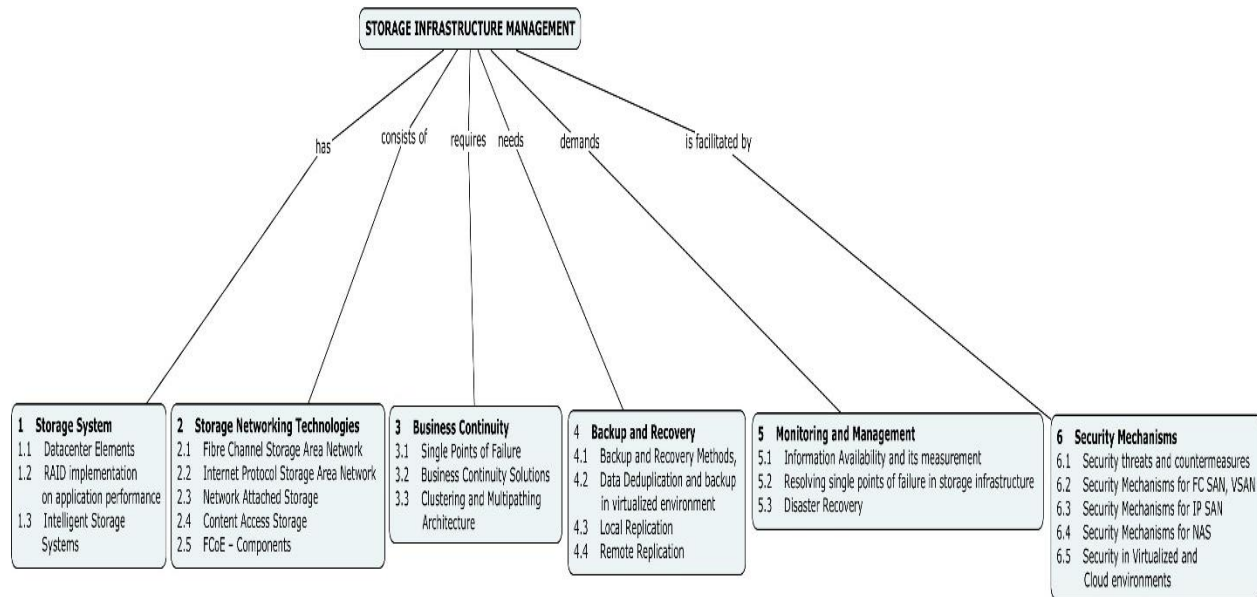 STORAGE INFRASTRUCTURE MANAGEMENT
has
consists of
requires
needs
demands
is facilitated by
1 Storage System
1.1 Datacenter Elements
1.2 RAID implementation
on application performance
1.3 Intelligent Storage
Systems
2 Storage Networking Technologies
2.1 Fibre Channel Storage Area Network
2.2 Internet Protocol Storage Area Network
2.3 Network Attached Storage
2.4 Content Access Storage
2.5 FCoE – Components
3 Business Continuity
3.1 Single Points of Failure
3.2 Business Continuity Solutions
3.3 Clustering and Multipathing
Architecture
4 Backup and Recovery
4.1 Backup and Recovery Methods,
4.2 Data Deduplication and backup
in virtualized environment
4.3 Local Replication
4.4 Remote Replication
5 Monitoring and Management
5.1 Information Availability and its measurement
5.2 Resolving single points of failure in storage infrastructure
5.3 Disaster Recovery
6 Security Mechanisms
6.1 Security threats and countermeasures
6.2 Security Mechanisms for FC SAN, VSAN
6.3 Security Mechanisms for IP SAN
6.4 Security Mechanisms for NAS
6.5 Security in Virtualized and
Cloud environments